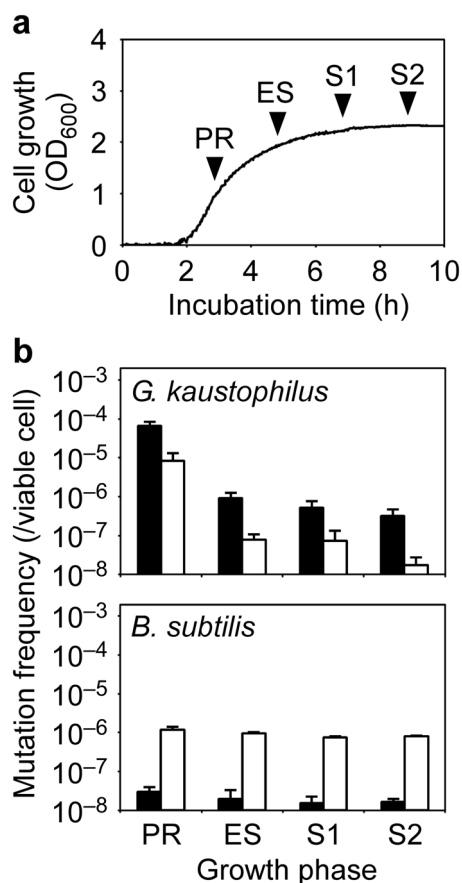 a
Cell growth
(OD600)
4
3
2
1
0
PR
ES
S1
S2
0 2 4 6 8 10
Incubation time (h)
b
Mutation frequency (/viable cell)
G. kaustophilus
10–3
10–4
10–5
10–6
10–7
10–8
B. subtilis
10–3
10–4
10–5
10–6
10–7
10–8
PR ES S1 S2
Growth phase